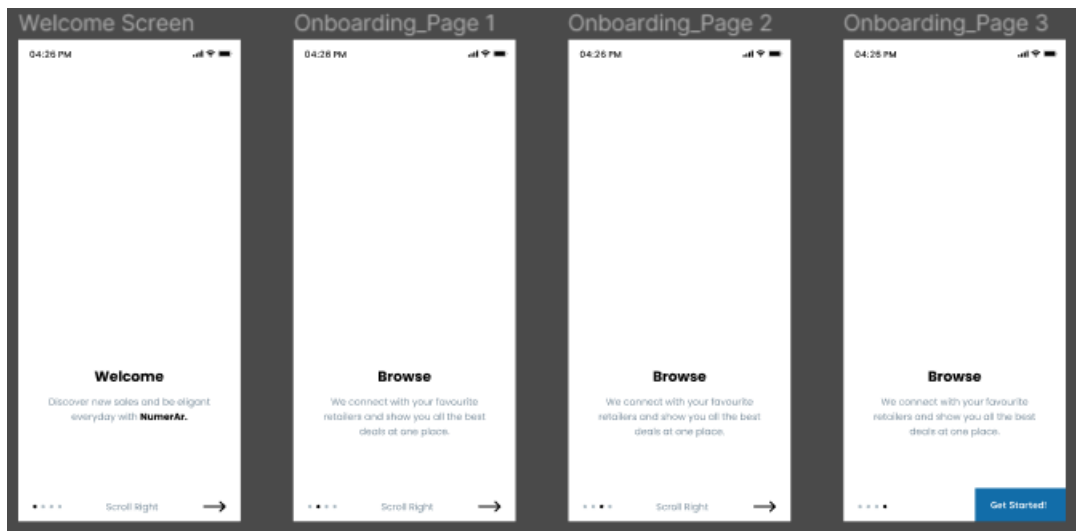 Welcome Screen
04:26 PM
Welcome
Discover new sales and be eligant
everyday with NumerAr.
Scroll Right
Onboarding_Page 1
04:26 PM
Browse
We connect with your favourite
retailers and show you all the best
deals at one place.
Scroll Right
Onboarding_Page 2
04:26 PM
Browse
We connect with your favourite
retailers and show you all the best
deals at one place.
Scroll Right
Onboarding_Page 3
04:26 PM
Browse
We connect with your favourite
retailers and show you all the best
deals at one place.
Get Started!